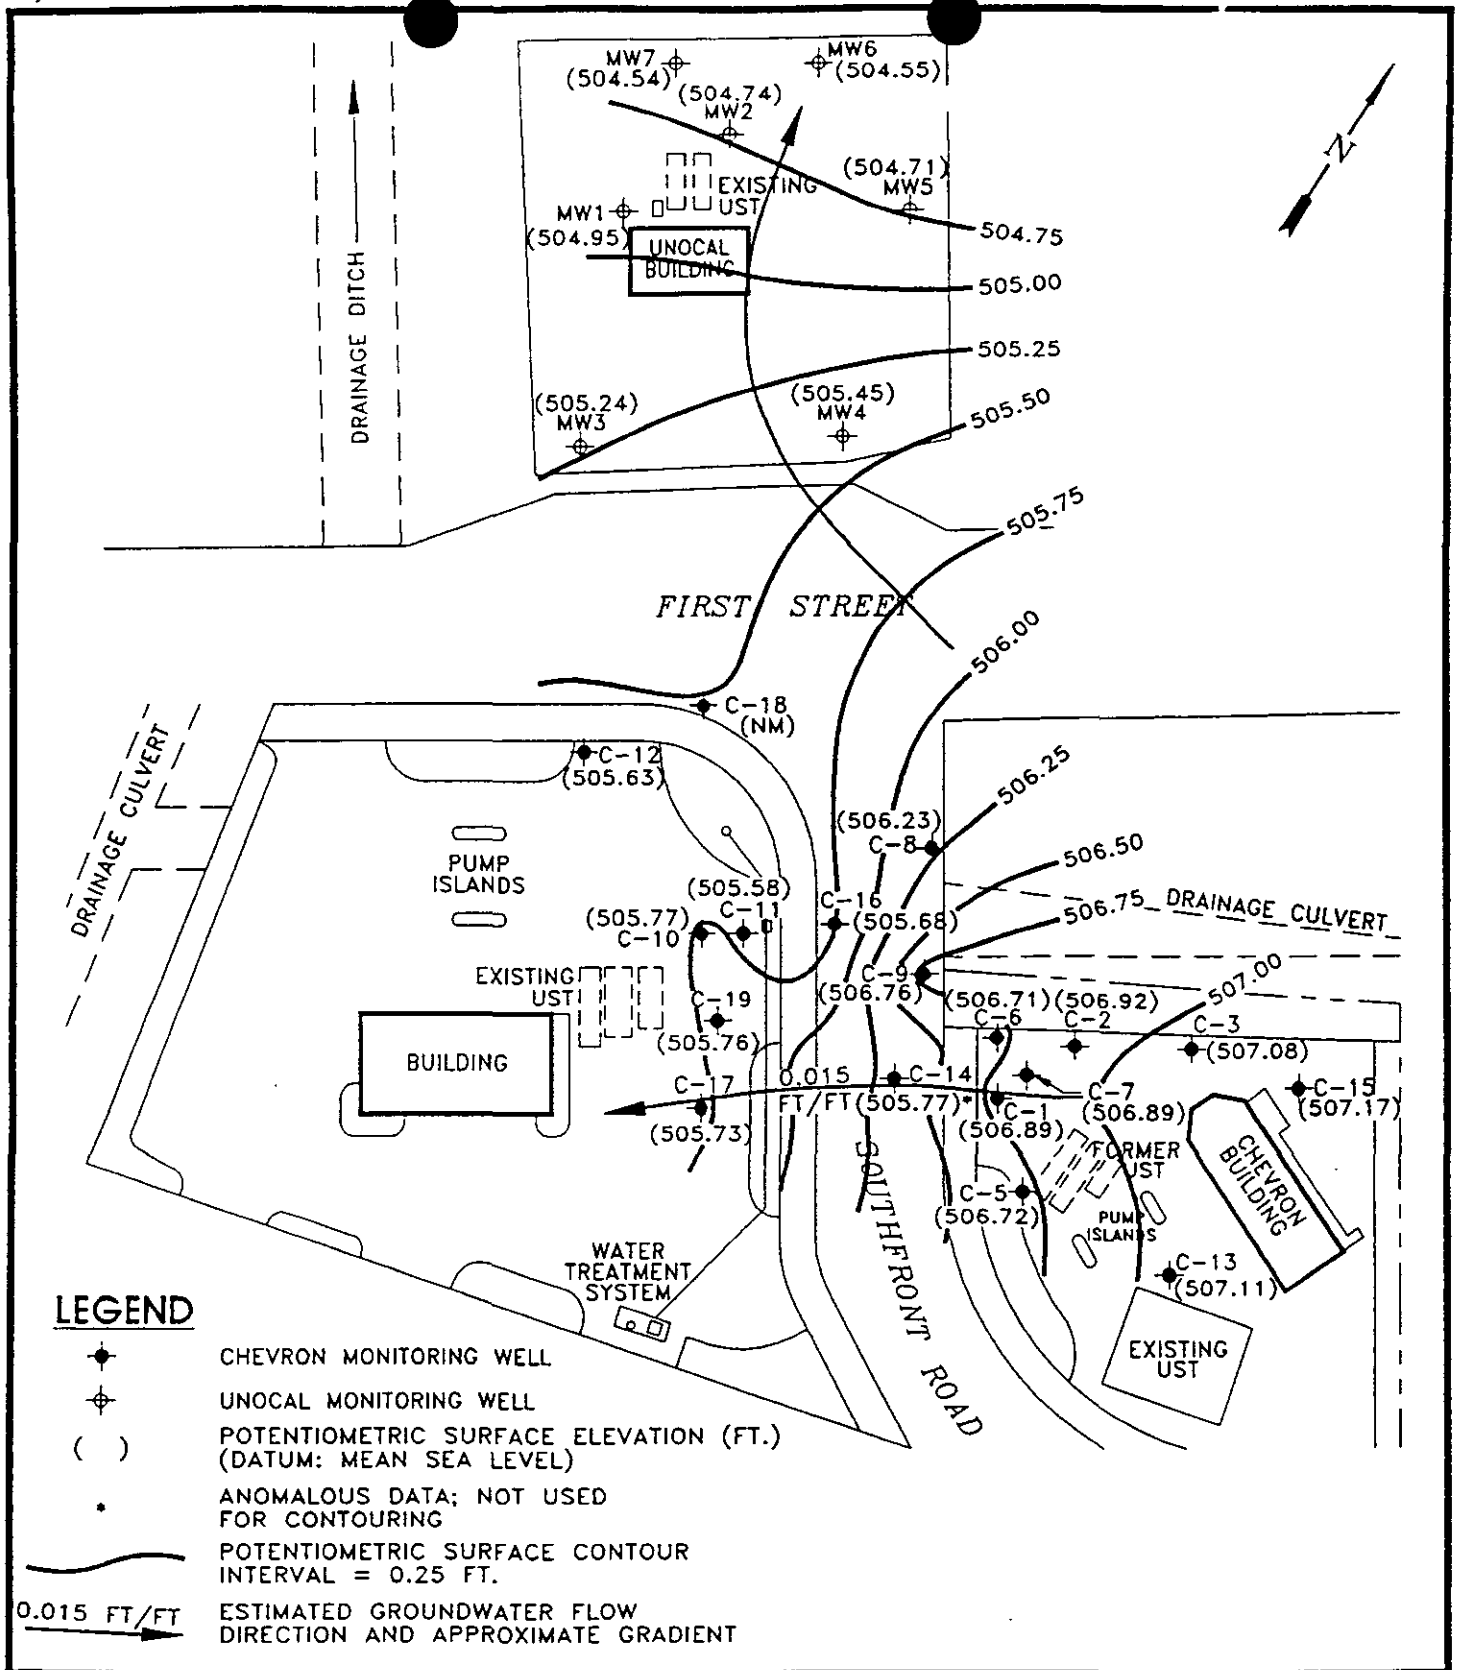 MW7
(504.54)
MW6
(504.55)
(504.74)
MW2
(504.71)
MW5
EXISTING
UST
MW1
(504.95)
UNOCAL
BUILDING
N
504.75
505.00
505.25
505.50
505.75
506.00
DRAINAGE DITCH
(505.24)
MW3
(505.45)
MW4
FIRST STREET
C-18
(NM)
C-12
(505.63)
DRAINAGE CULVERT
PUMP
ISLANDS
506.25
(506.23)
C-8
506.50
506.75
DRAINAGE CULVERT
(505.58)
C-11
C-16
(505.68)
(505.77)
C-10
EXISTING
UST
C-9
(506.76)
507.00
(506.71)
C-6
(506.92)
C-2
C-3
(507.08)
C-19
(505.76)
BUILDING
C-17
(505.73)
0.015
FT/FT
C-14
(505.77)*
C-1
(506.89)
C-7
(506.89)
C-15
(507.17)
FORMER
UST
CHEVRON
BUILDING
C-5
(506.72)
PUMP
ISLANDS
C-13
(507.11)
SOUTHFRONT ROAD
WATER
TREATMENT
SYSTEM
EXISTING
UST
LEGEND
CHEVRON MONITORING WELL
UNOCAL MONITORING WELL
( ) POTENTIOMETRIC SURFACE ELEVATION (FT.)
(DATUM: MEAN SEA LEVEL)
* ANOMALOUS DATA; NOT USED
FOR CONTOURING
POTENTIOMETRIC SURFACE CONTOUR
INTERVAL = 0.25 FT.
0.015 FT/FT ESTIMATED GROUNDWATER FLOW
DIRECTION AND APPROXIMATE GRADIENT